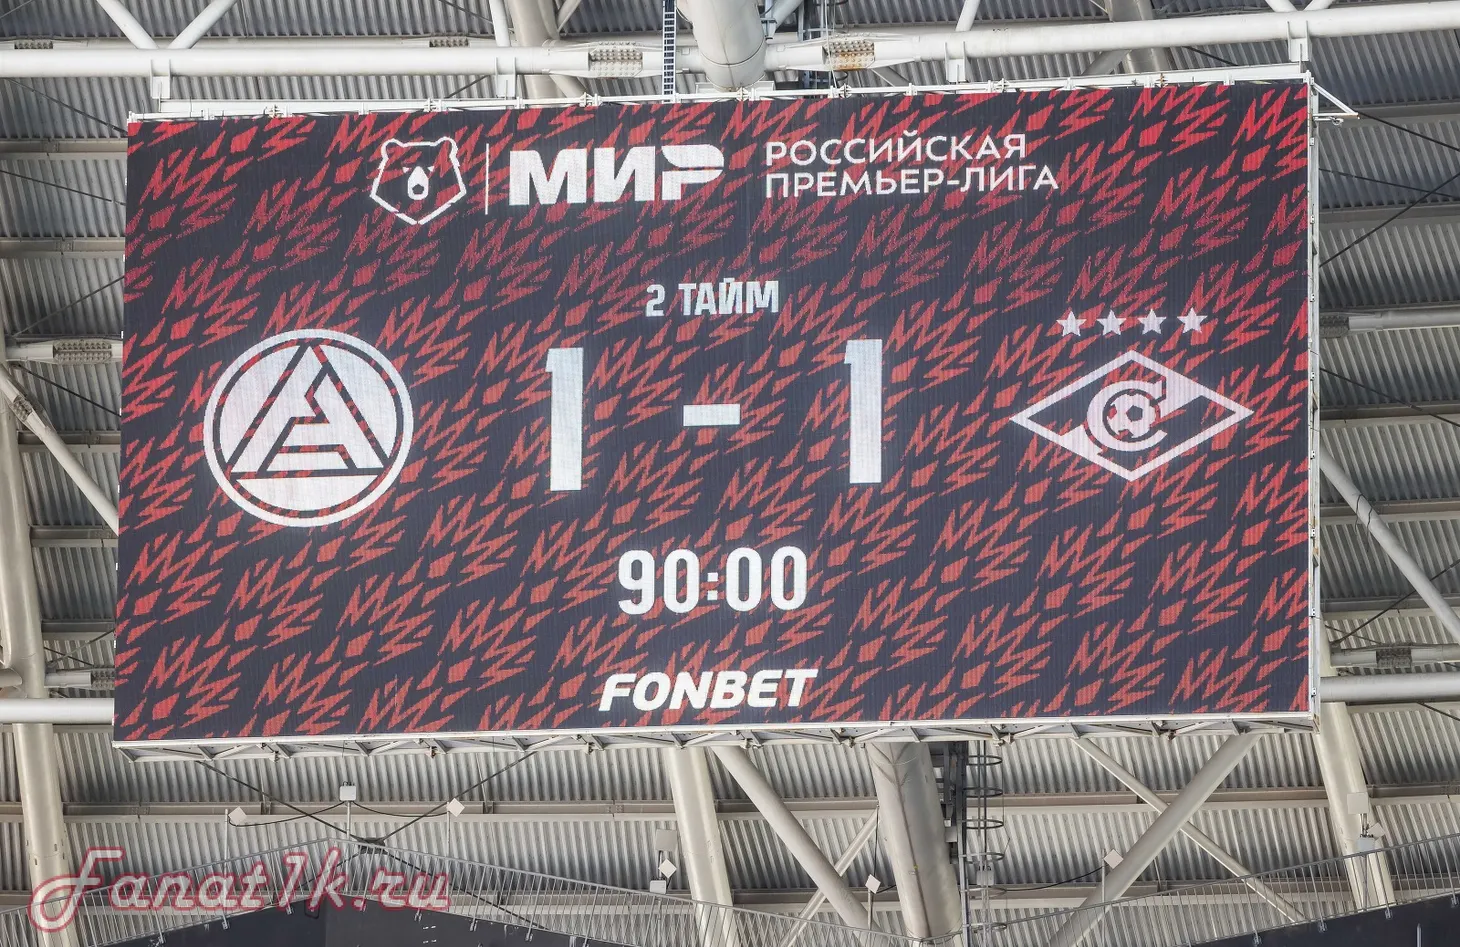 МИР
РОССИЙСКАЯ
ПРЕМЬЕР-ЛИГА
2 ТАЙМ
1 - 1
90:00
FONBET
Fanat1k.ru